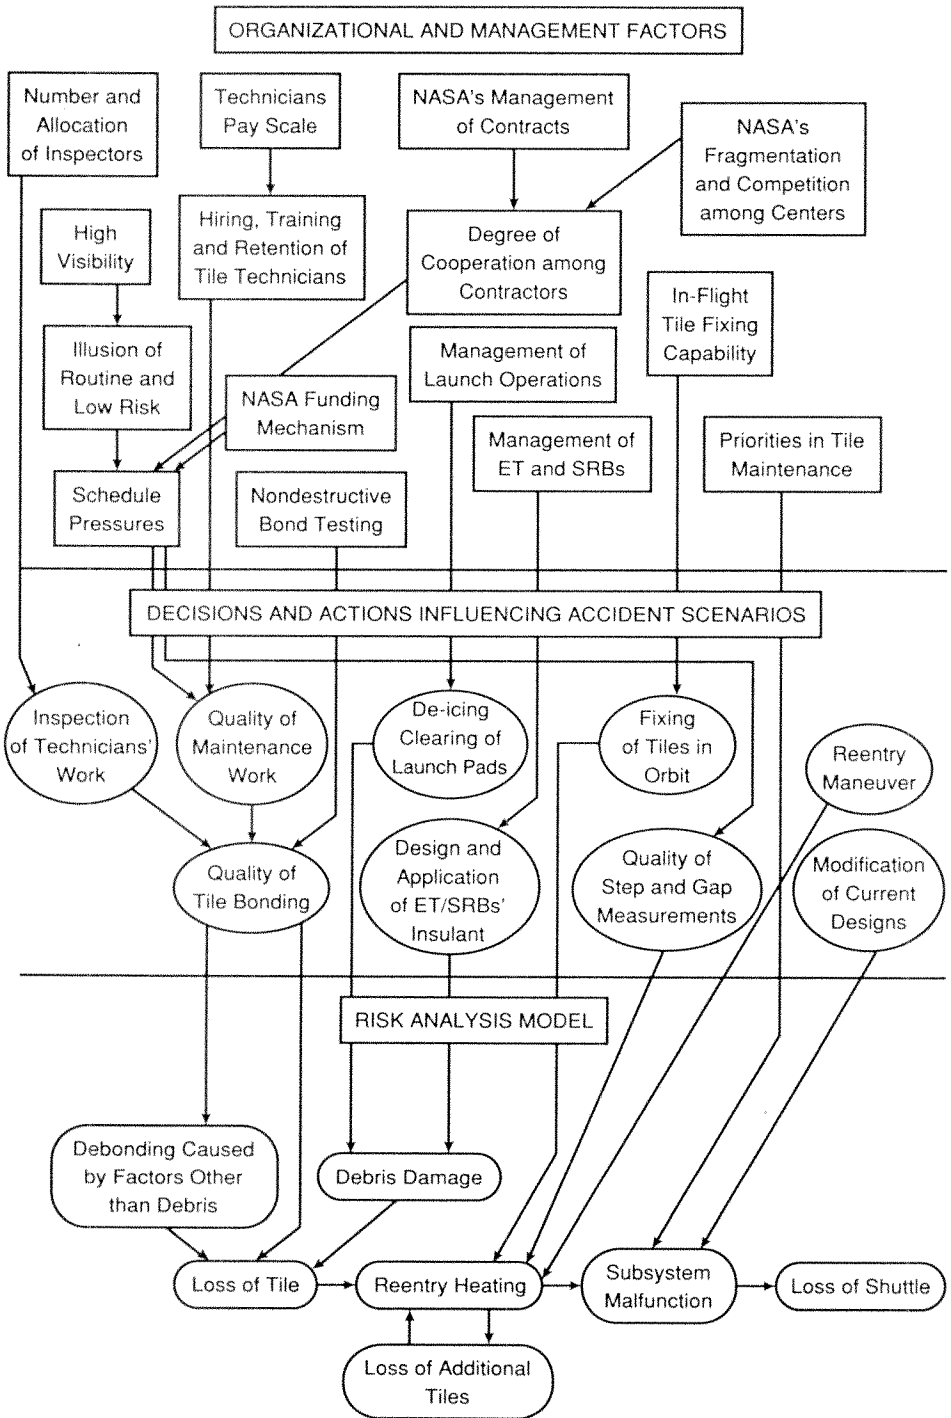 ORGANIZATIONAL AND MANAGEMENT FACTORS
Number and
Allocation
of Inspectors
Technicians
Pay Scale
NASA's Management
of Contracts
NASA's
Fragmentation
and Competition
among Centers
High
Visibility
Hiring, Training
and Retention of
Tile Technicians
Degree of
Cooperation among
Contractors
In-Flight
Tile Fixing
Capability
Illusion of
Routine and
Low Risk
Management of
Launch Operations
NASA Funding
Mechanism
Management of
ET and SRBs
Priorities in Tile
Maintenance
Schedule
Pressures
Nondestructive
Bond Testing
DECISIONS AND ACTIONS INFLUENCING ACCIDENT SCENARIOS
Inspection
of Technicians'
Work
Quality of
Maintenance
Work
De-icing
Clearing of
Launch Pads
Fixing
of Tiles in
Orbit
Reentry
Maneuver
Quality of
Tile Bonding
Design and
Application
of ET/SRBs'
Insulant
Quality of
Step and Gap
Measurements
Modification
of Current
Designs
RISK ANALYSIS MODEL
Debonding Caused
by Factors Other
than Debris
Debris Damage
Loss of Tile
Reentry Heating
Subsystem
Malfunction
Loss of Shuttle
Loss of Additional
Tiles